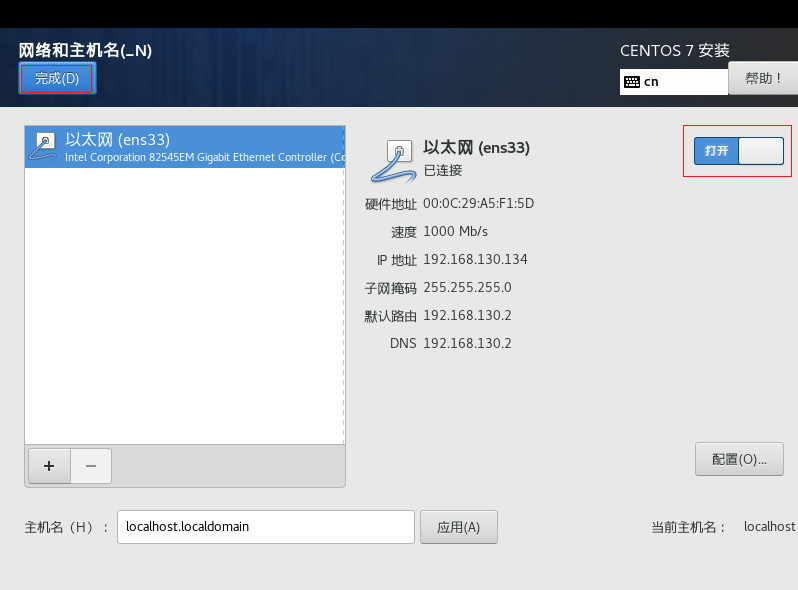 网络和主机名(_N)
CENTOS 7 安装
完成(D)
cn
帮助！
以太网 (ens33)
Intel Corporation 82545EM Gigabit Ethernet Controller (Co
以太网 (ens33)
已连接
打开
硬件地址 00:0C:29:A5:F1:5D
速度 1000 Mb/s
IP 地址 192.168.130.134
子网掩码 255.255.255.0
默认路由 192.168.130.2
DNS 192.168.130.2
+ −
配置(O)...
主机名（H）： localhost.localdomain 应用(A) 当前主机名： localhost